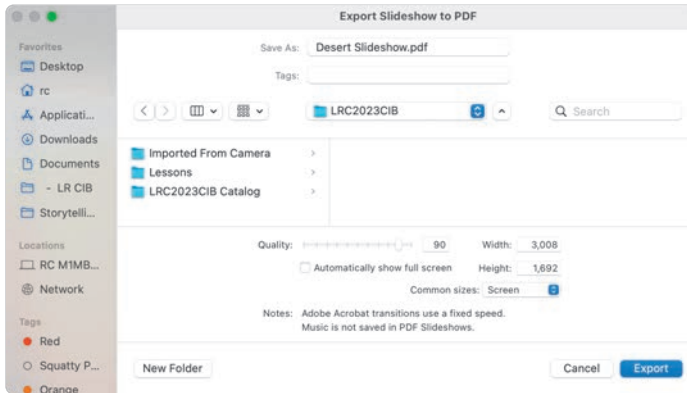 Export Slideshow to PDF
Favorites
Desktop
rc
Applicati...
Downloads
Documents
- LR CIB
Storytelli...
Locations
RC M1MB...
Network
Tags
Red
Squatty P...
Orange
Save As: Desert Slideshow.pdf
Tags:
LRC2023CIB
Search
Imported From Camera
Lessons
LRC2023CIB Catalog
Quality: 90 Width: 3,008
Automatically show full screen Height: 1,692
Common sizes: Screen
Notes: Adobe Acrobat transitions use a fixed speed.
Music is not saved in PDF Slideshows.
New Folder Cancel Export